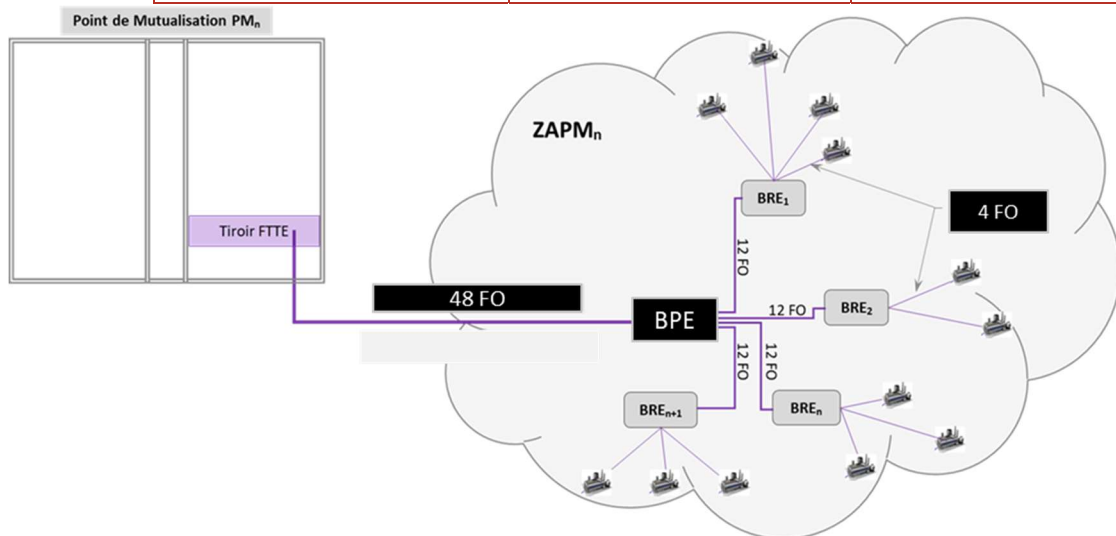 Point de Mutualisation PMn
ZAPMn
Tiroir FTTE
48 FO
BPE
BRE1
4 FO
12 FO
12 FO
BRE2
12 FO
12 FO
BREn+1
BREn